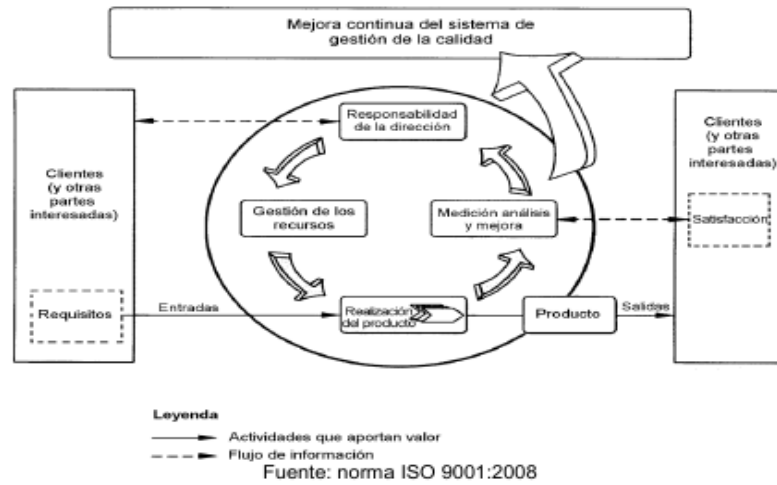 Mejora continua del sistema de
gestión de la calidad
Clientes
(y otras
partes
interesadas)
Requisitos
Entradas
Responsabilidad
de la dirección
Gestión de los
recursos
Medición análisis
y mejora
Realización
del producto
Producto
Salidas
Clientes
(y otras
partes
interesadas)
Satisfacción
Leyenda
Actividades que aportan valor
Flujo de información
Fuente: norma ISO 9001:2008